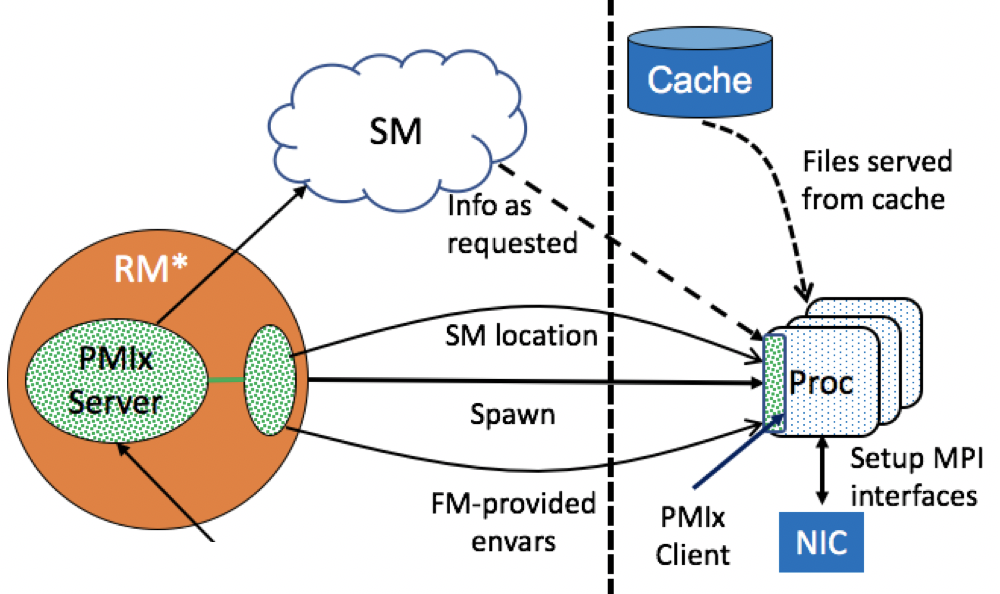 Cache
SM
Files served
from cache
Info as
requested
RM*
SM location
PMIx
Server
Proc
Spawn
Setup MPI
interfaces
FM-provided
envars
PMIx
Client
NIC